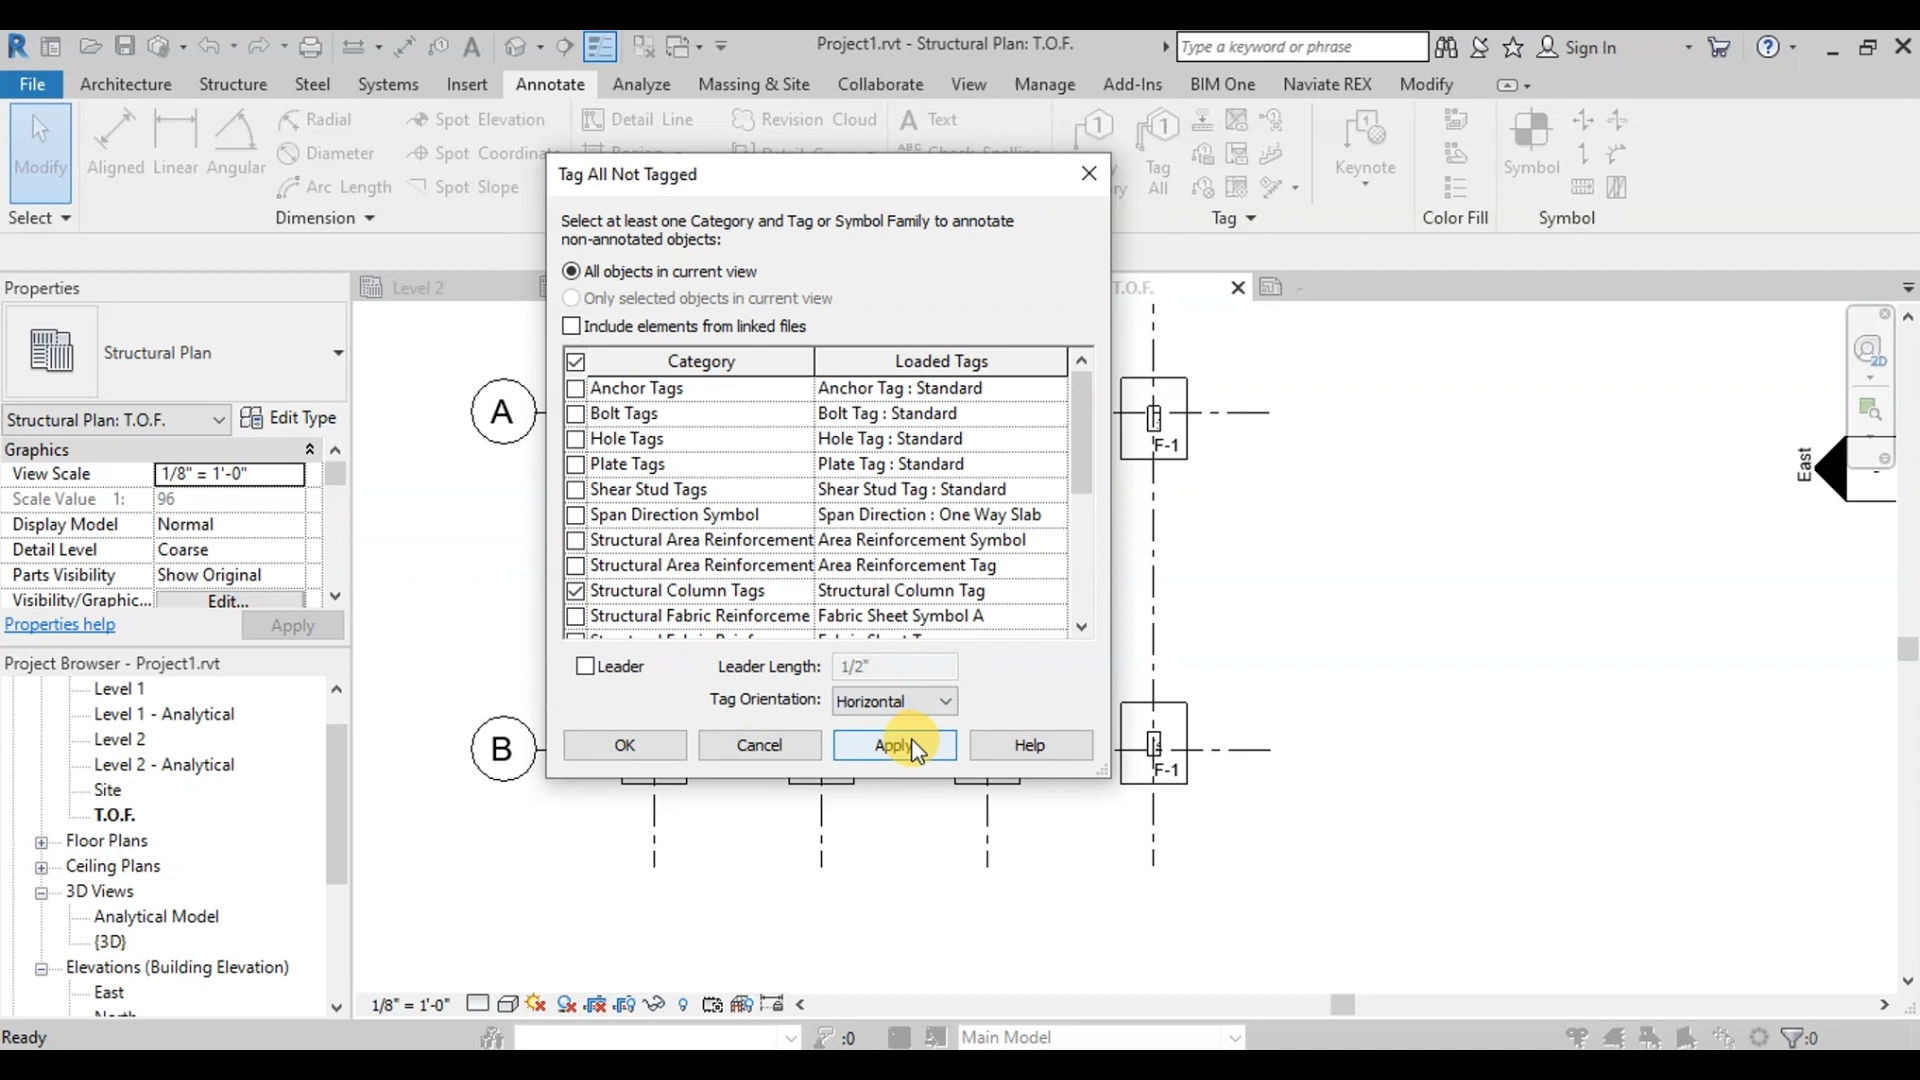 Project1.rvt - Structural Plan: T.O.F.
Type a keyword or phrase
Sign In
File Architecture Structure Steel Systems Insert Annotate Analyze Massing & Site Collaborate View Manage Add-Ins BIM One Naviate REX Modify
Modify
Aligned Linear Angular
Radial
Diameter
Arc Length
Spot Elevation
Spot Coordinate
Spot Slope
Detail Line
Region
Revision Cloud
Detail Group
Text
Check Spelling
Tag All
Keynote
Symbol
Select
Dimension
Tag
Color Fill
Symbol
Properties
Structural Plan
Structural Plan: T.O.F.
Edit Type
Graphics
View Scale 1/8" = 1'-0"
Scale Value 1: 96
Display Model Normal
Detail Level Coarse
Parts Visibility Show Original
Visibility/Graphic... Edit...
Properties help
Apply
Project Browser - Project1.rvt
Level 1
Level 1 - Analytical
Level 2
Level 2 - Analytical
Site
T.O.F.
Floor Plans
Ceiling Plans
3D Views
Analytical Model
{3D}
Elevations (Building Elevation)
East
North
Level 2
T.O.F.
Tag All Not Tagged
Select at least one Category and Tag or Symbol Family to annotate
non-annotated objects:
All objects in current view
Only selected objects in current view
Include elements from linked files
Category Loaded Tags
Anchor Tags Anchor Tag : Standard
Bolt Tags Bolt Tag : Standard
Hole Tags Hole Tag : Standard
Plate Tags Plate Tag : Standard
Shear Stud Tags Shear Stud Tag : Standard
Span Direction Symbol Span Direction : One Way Slab
Structural Area Reinforcement Area Reinforcement Symbol
Structural Area Reinforcement Area Reinforcement Tag
Structural Column Tags Structural Column Tag
Structural Fabric Reinforceme Fabric Sheet Symbol A
Leader
Leader Length: 1/2"
Tag Orientation: Horizontal
OK Cancel Apply Help
A
B
F-1
F-1
East
2D
1/8" = 1'-0"
Ready
:0
Main Model
:0